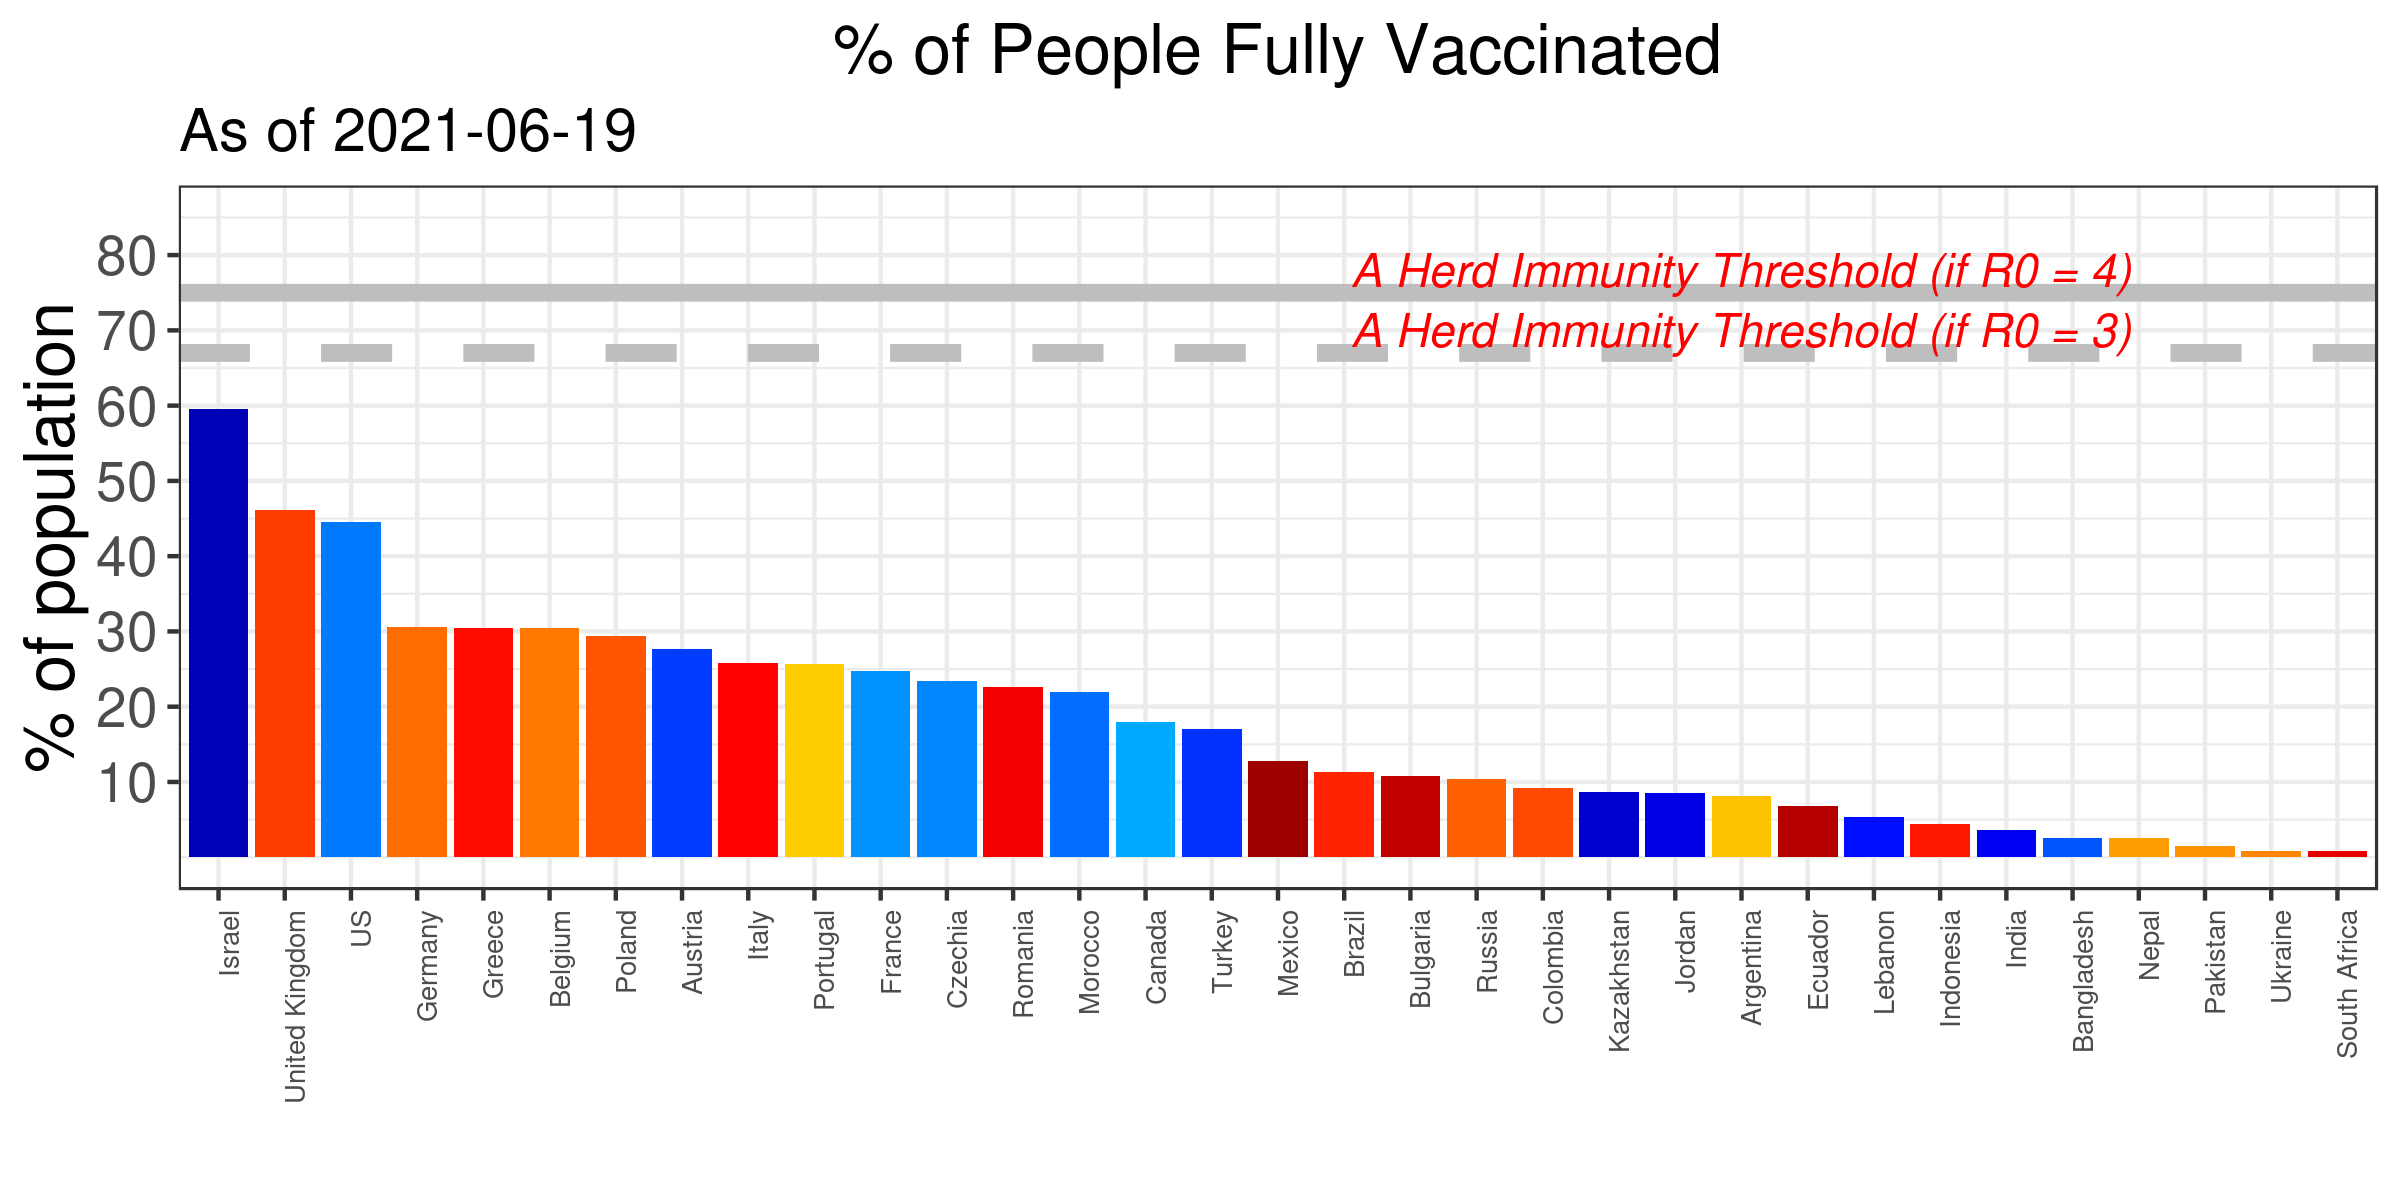 % of People Fully Vaccinated
As of 2021-06-19
% of population
80
70
60
50
40
30
20
10
A Herd Immunity Threshold (if R0 = 4)
A Herd Immunity Threshold (if R0 = 3)
Israel
United Kingdom
US
Germany
Greece
Belgium
Poland
Austria
Italy
Portugal
France
Czechia
Romania
Morocco
Canada
Turkey
Mexico
Brazil
Bulgaria
Russia
Colombia
Kazakhstan
Jordan
Argentina
Ecuador
Lebanon
Indonesia
India
Bangladesh
Nepal
Pakistan
Ukraine
South Africa